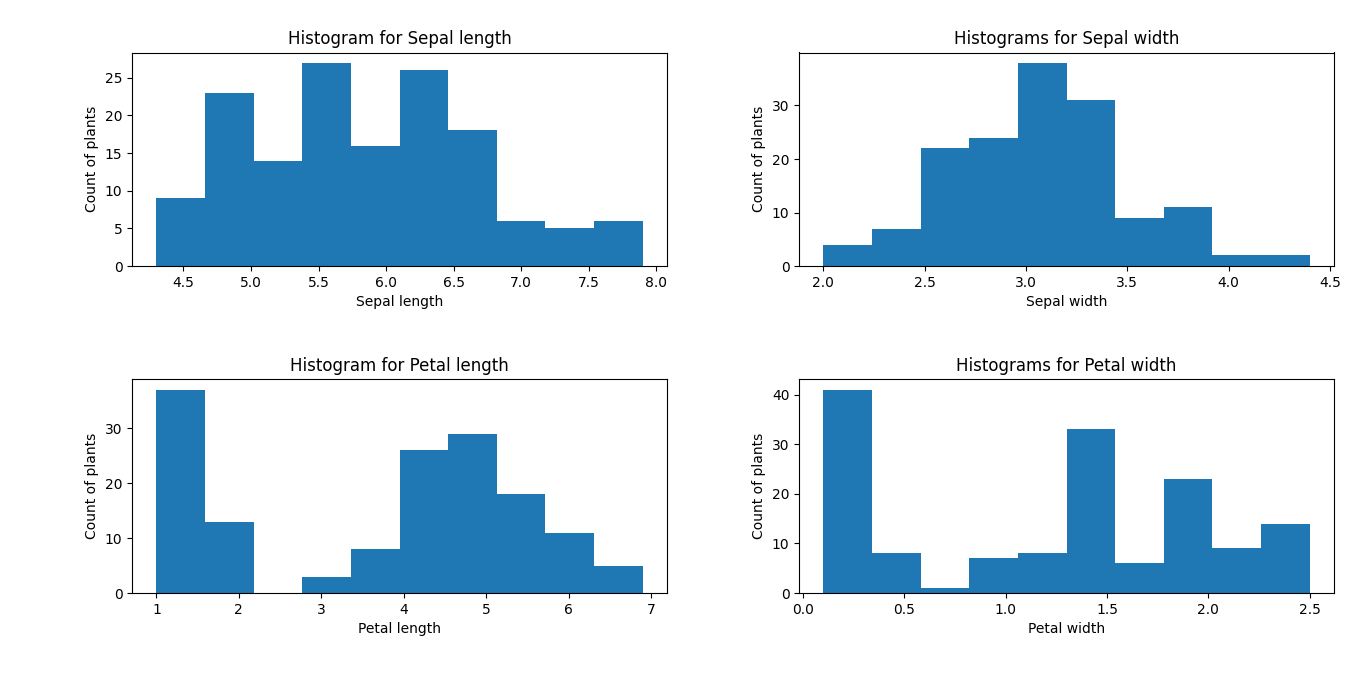 Histogram for Sepal length
Count of plants
25
20
15
10
5
0
4.5 5.0 5.5 6.0 6.5 7.0 7.5 8.0
Sepal length
Histograms for Sepal width
Count of plants
30
20
10
0
2.0 2.5 3.0 3.5 4.0 4.5
Sepal width
Histogram for Petal length
Count of plants
30
20
10
0
1 2 3 4 5 6 7
Petal length
Histograms for Petal width
Count of plants
40
30
20
10
0
0.0 0.5 1.0 1.5 2.0 2.5
Petal width